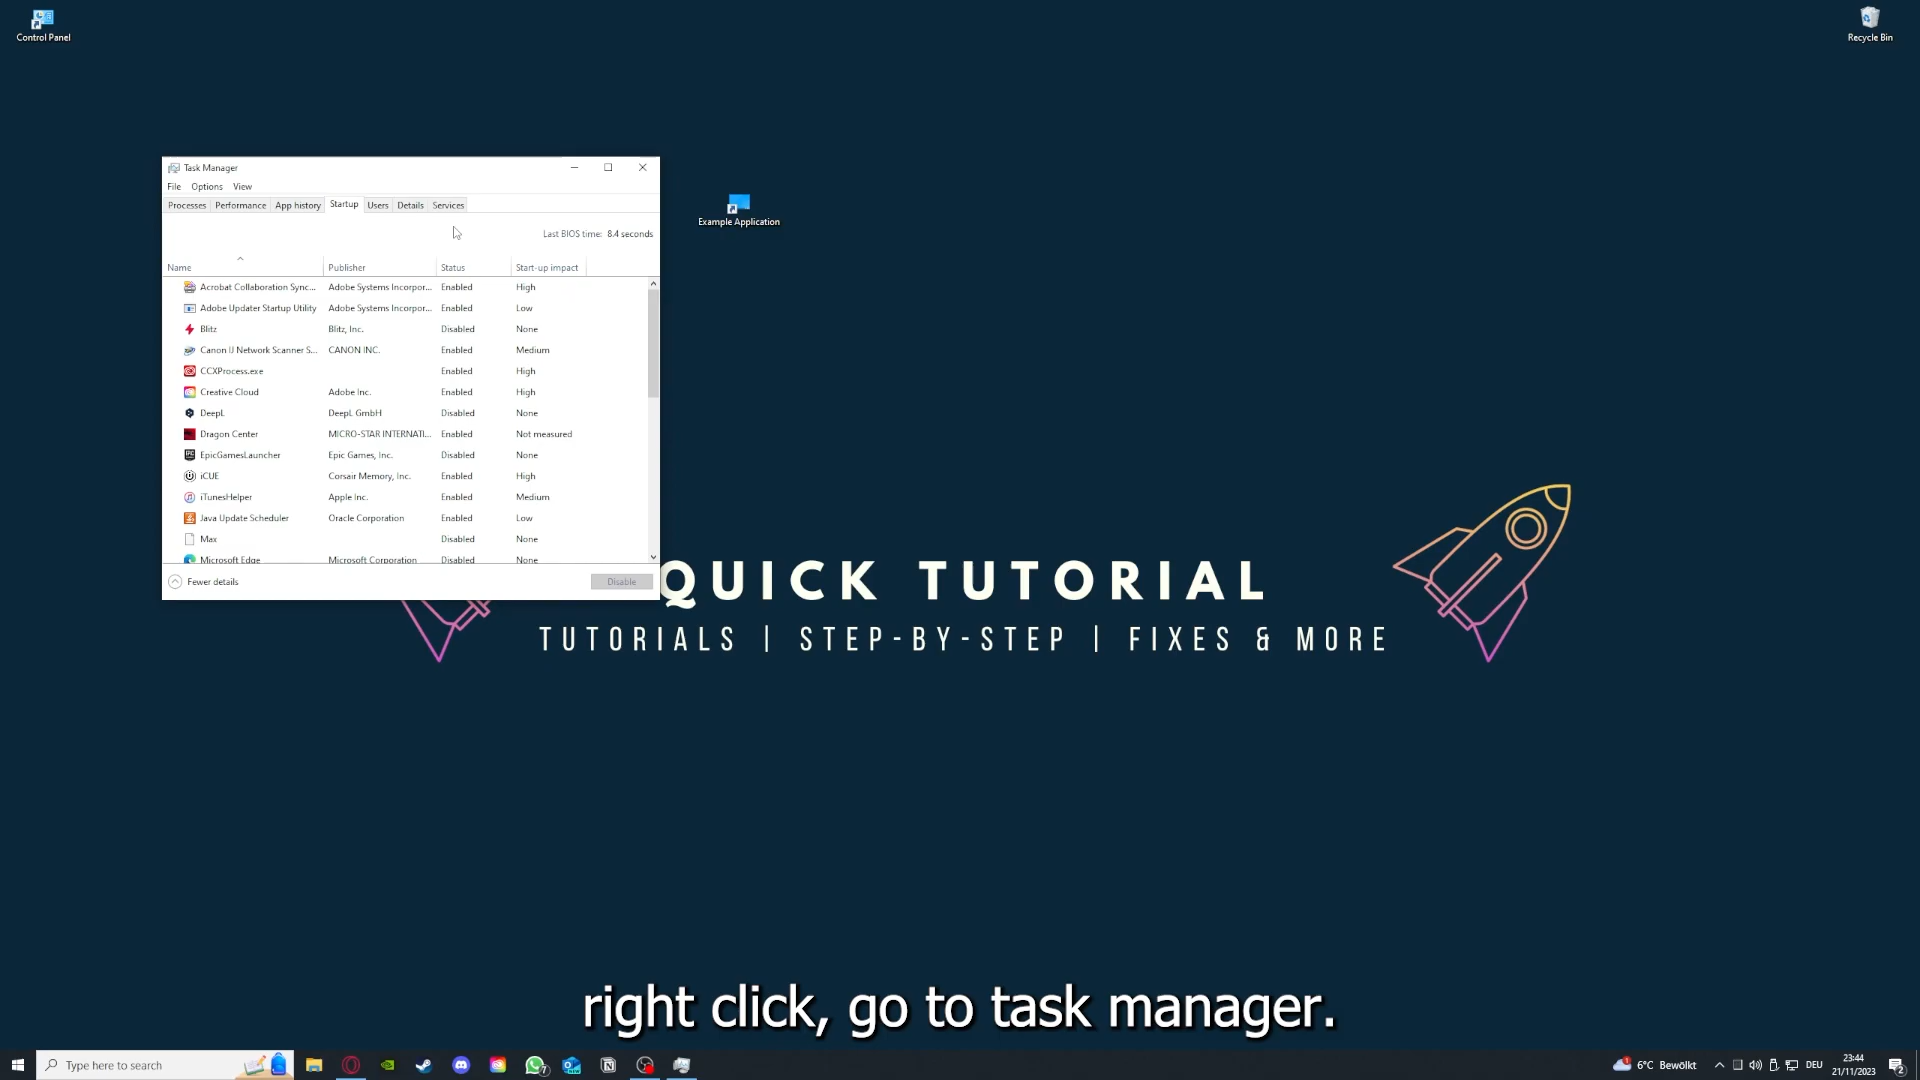 Control Panel
Recycle Bin
Task Manager
File Options View
Processes Performance App history Startup Users Details Services
Example Application
Last BIOS time: 8.4 seconds
Name Publisher Status Start-up impact
Acrobat Collaboration Sync... Adobe Systems Incorpor... Enabled High
Adobe Updater Startup Utility Adobe Systems Incorpor... Enabled Low
Blitz Blitz, Inc. Disabled None
Canon IJ Network Scanner S... CANON INC. Enabled Medium
CCXProcess.exe Enabled High
Creative Cloud Adobe Inc. Enabled High
DeepL DeepL GmbH Disabled None
Dragon Center MICRO-STAR INTERNATI... Enabled Not measured
EpicGamesLauncher Epic Games, Inc. Disabled None
iCUE Corsair Memory, Inc. Enabled High
iTunesHelper Apple Inc. Enabled Medium
Java Update Scheduler Oracle Corporation Enabled Low
Max Disabled None
Microsoft Edge Microsoft Corporation Disabled None
Fewer details Disable
QUICK TUTORIAL
TUTORIALS | STEP-BY-STEP | FIXES & MORE
right click, go to task manager.
Type here to search
6°C Bewölkt
DEU
23:44
21/11/2023